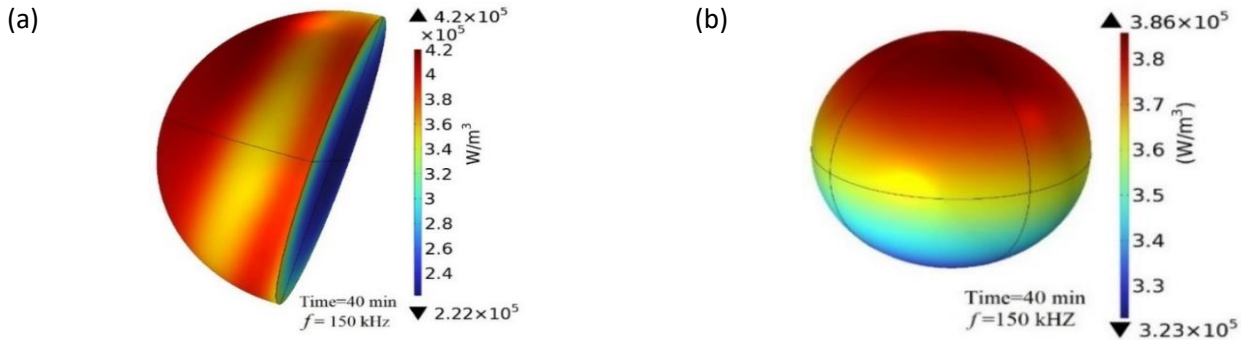 (a)
▲ 4.2×10⁵
×10⁵
4.2
4
3.8
3.6
3.4
3.2
3
2.8
2.6
2.4
W/m³
▼ 2.22×10⁵
Time=40 min
f= 150 kHz
(b)
▲ 3.86×10⁵
3.8
3.7
3.6
3.5
3.4
3.3
(W/m³)
▼ 3.23×10⁵
Time=40 min
f=150 kHZ